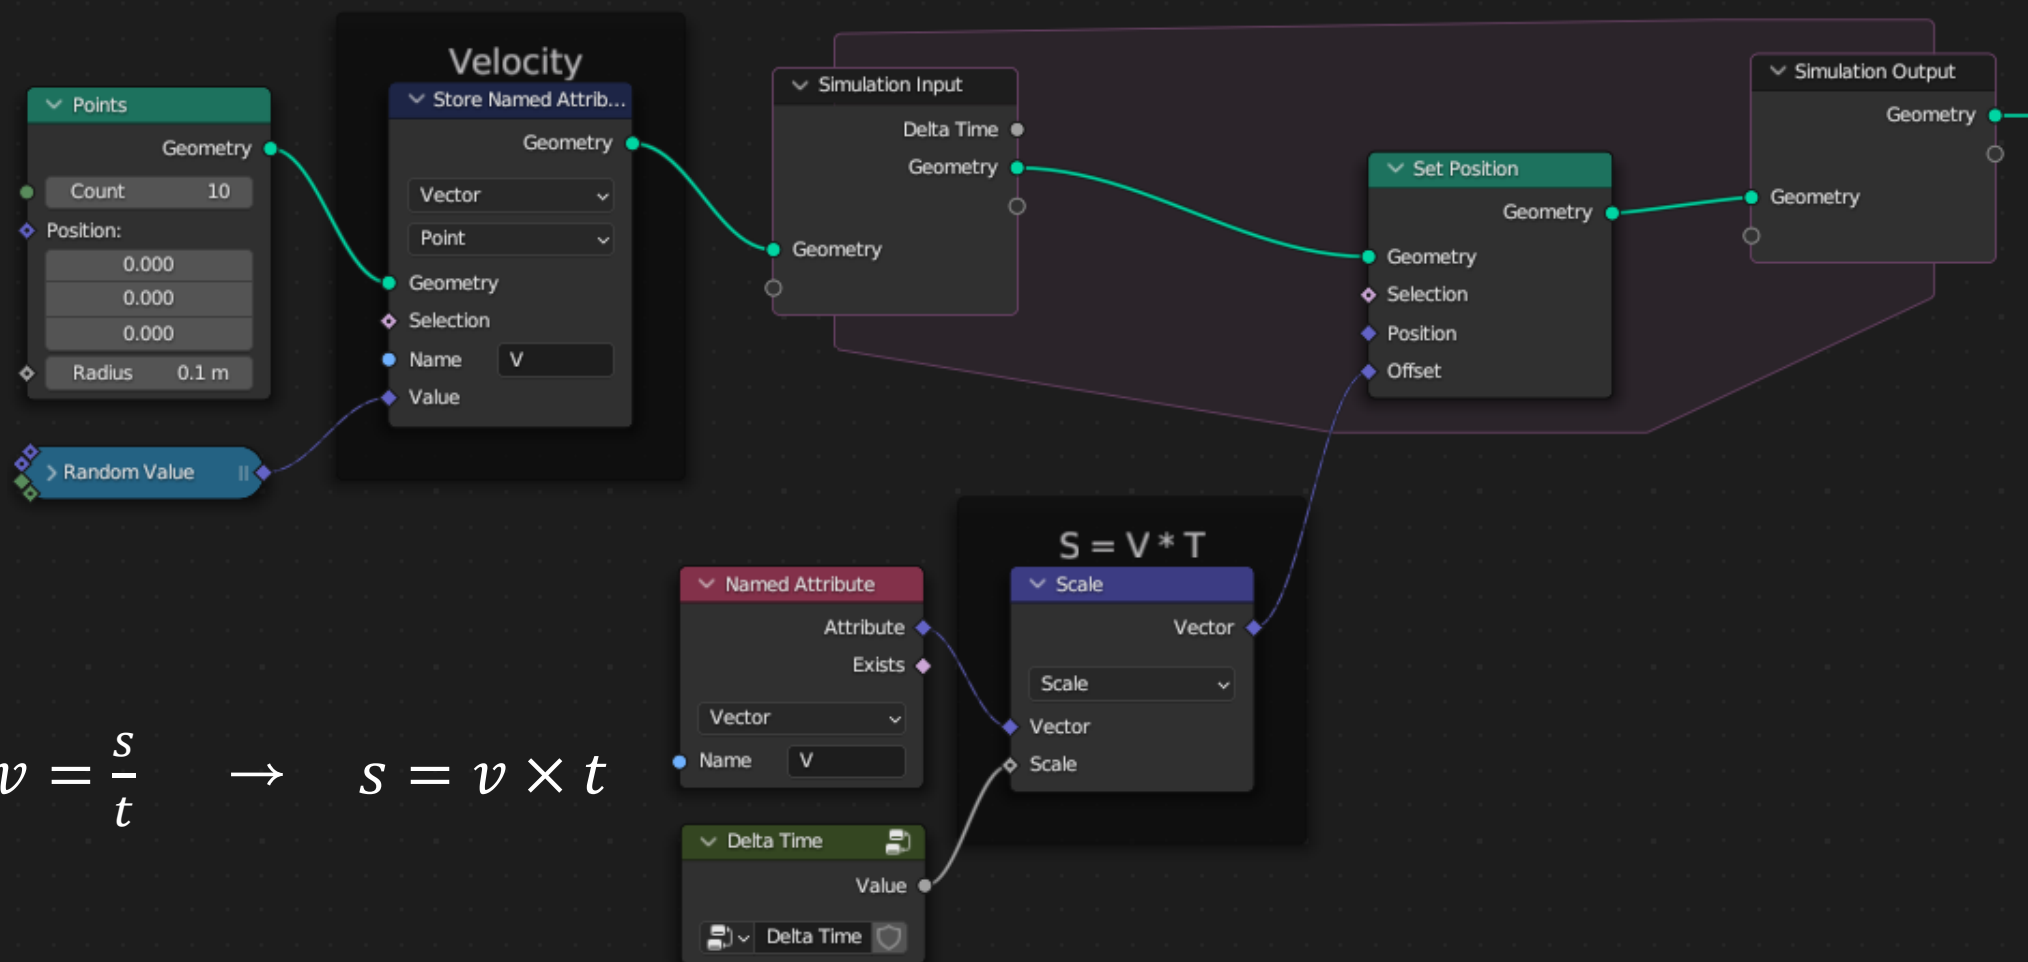 Points
Geometry
Count 10
Position:
0.000
0.000
0.000
Radius 0.1 m
Random Value
Velocity
Store Named Attrib...
Geometry
Vector
Point
Geometry
Selection
Name V
Value
Simulation Input
Delta Time
Geometry
Geometry
Set Position
Geometry
Geometry
Selection
Position
Offset
Simulation Output
Geometry
Geometry
Named Attribute
Attribute
Exists
Vector
Name V
S = V * T
Scale
Vector
Scale
Vector
Scale
Delta Time
Value
Delta Time
v = s/t → s = v × t